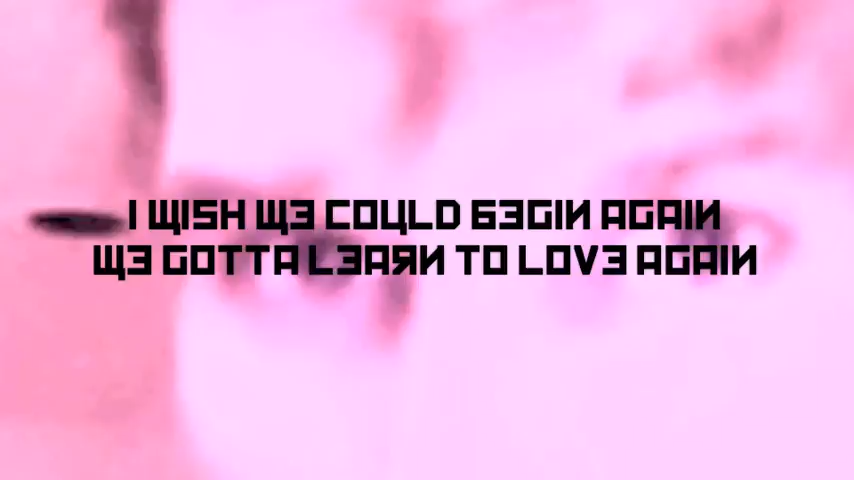 I WISH WE COULD BEGIN AGAIN
WE GOTTA LEARN TO LOVE AGAIN